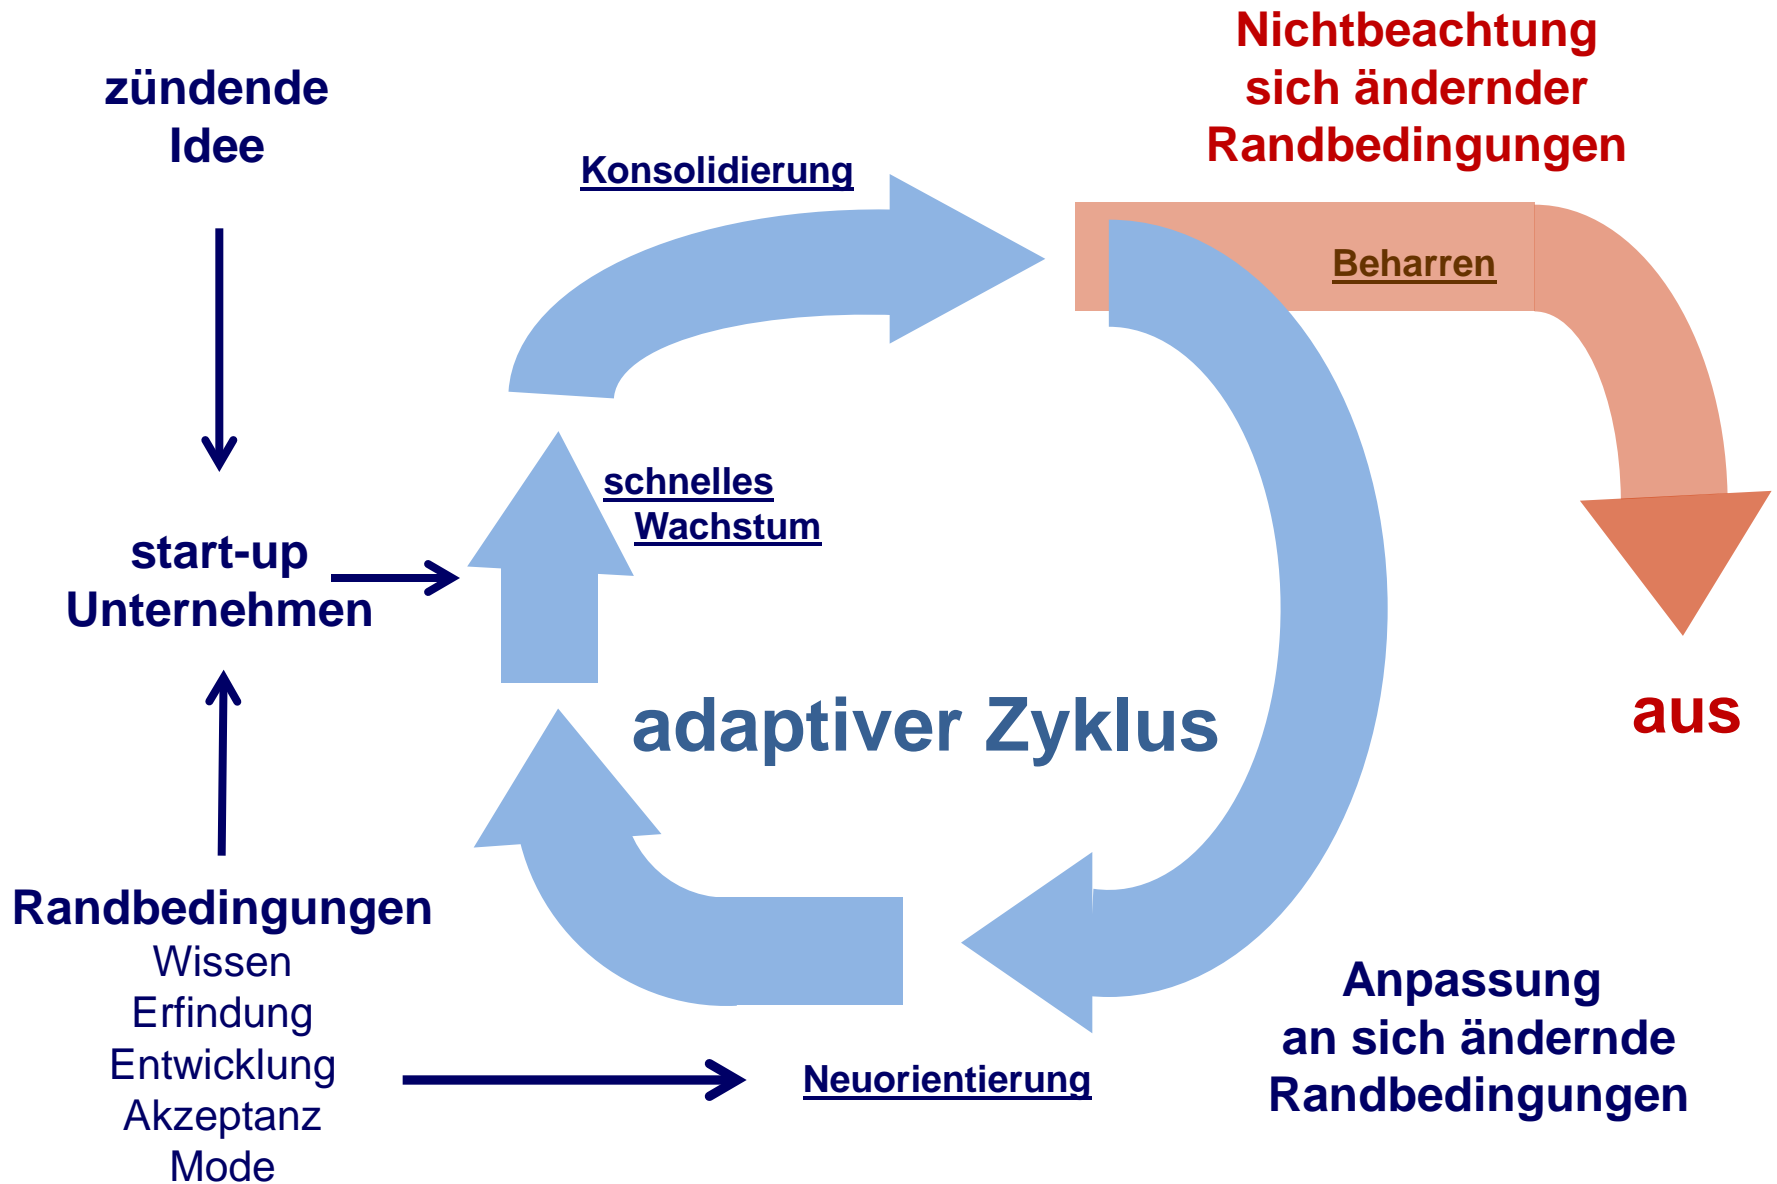 zündende
Idee
Nichtbeachtung
sich ändernder
Randbedingungen
Konsolidierung
Beharren
schnelles
Wachstum
start-up
Unternehmen
adaptiver Zyklus
aus
Randbedingungen
Wissen
Erfindung
Entwicklung
Akzeptanz
Mode
Neuorientierung
Anpassung
an sich ändernde
Randbedingungen